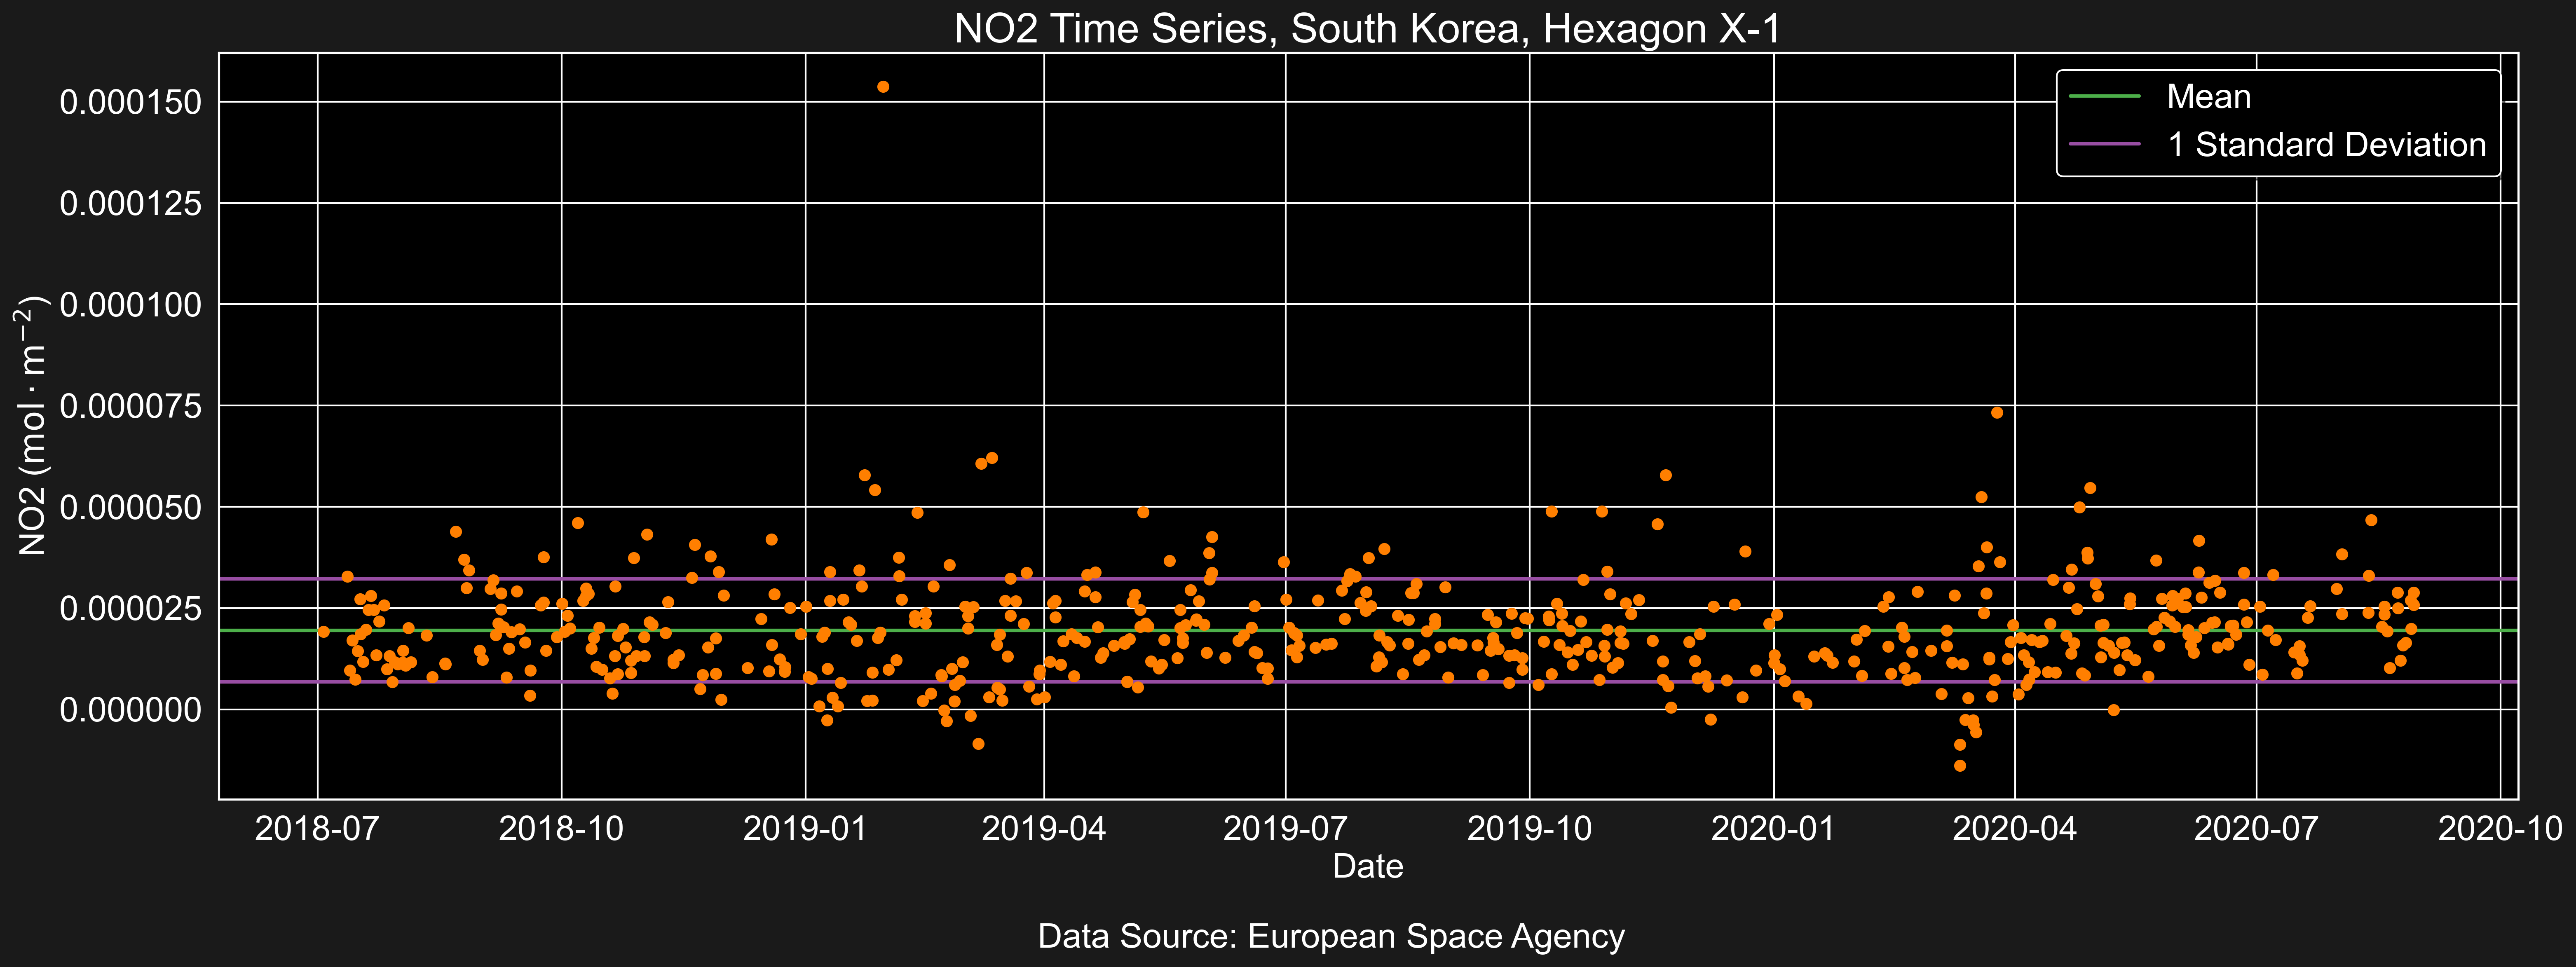 NO2 Time Series, South Korea, Hexagon X-1
Mean
1 Standard Deviation
NO2 (mol · m⁻²)
0.000150
0.000125
0.000100
0.000075
0.000050
0.000025
0.000000
2018-07 2018-10 2019-01 2019-04 2019-07 2019-10 2020-01 2020-04 2020-07 2020-10
Date
Data Source: European Space Agency